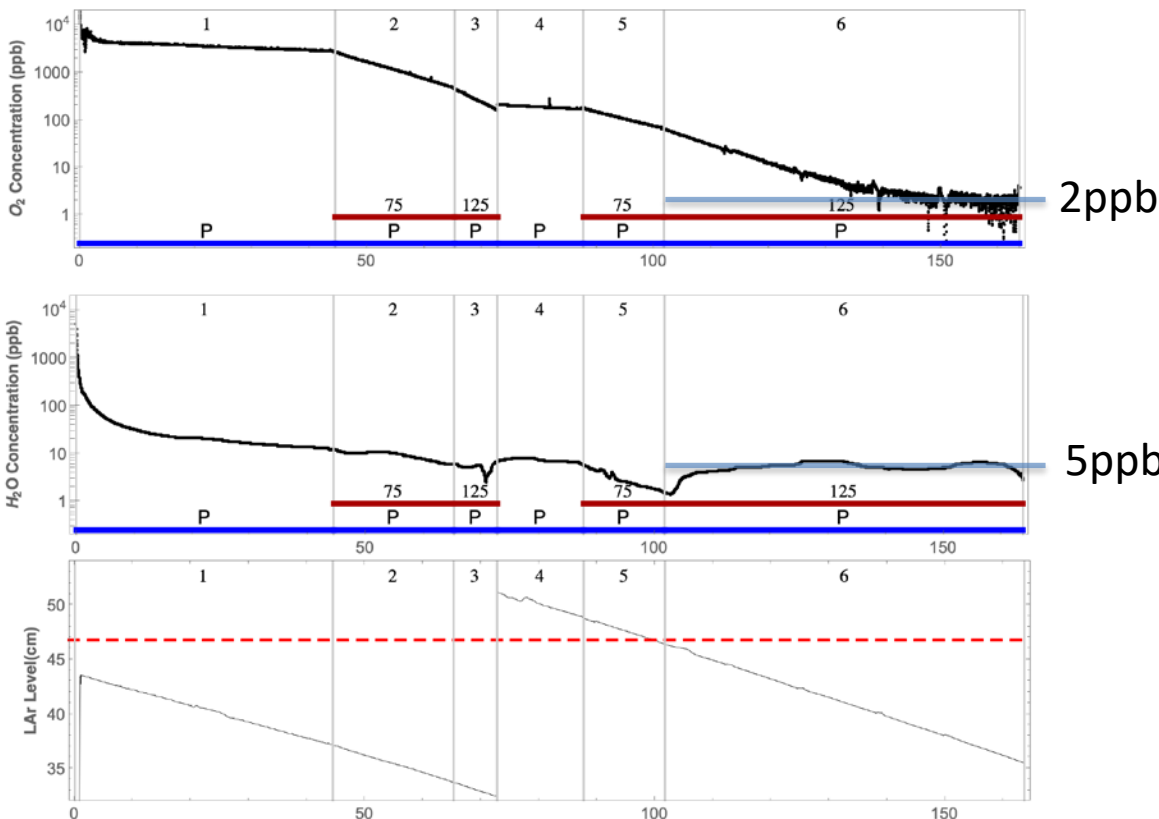 10⁴
1000
100
10
1
O₂ Concentration (ppb)
1 2 3 4 5 6
75 125 75 125
P P P P P P
0 50 100 150
2ppb
10⁴
1000
100
10
1
H₂O Concentration (ppb)
1 2 3 4 5 6
75 125 75 125
P P P P P
0 50 100 150
5ppb
50
45
40
35
LAr Level(cm)
1 2 3 4 5 6
0 50 100 150